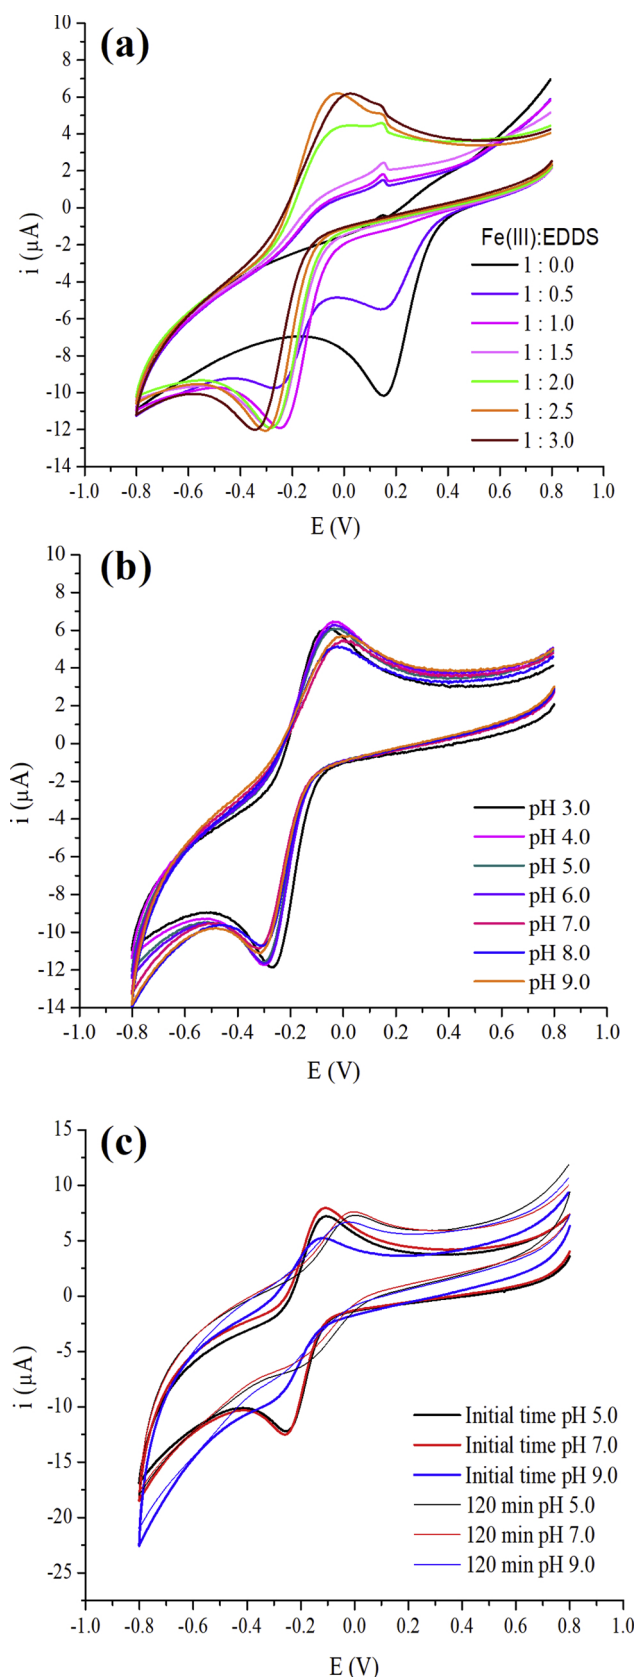 (a)
10
8
6
4
2
0
-2
-4
-6
-8
-10
-12
-14
i (μA)
Fe(III):EDDS
1 : 0.0
1 : 0.5
1 : 1.0
1 : 1.5
1 : 2.0
1 : 2.5
1 : 3.0
-1.0 -0.8 -0.6 -0.4 -0.2 0.0 0.2 0.4 0.6 0.8 1.0
E (V)
(b)
10
8
6
4
2
0
-2
-4
-6
-8
-10
-12
-14
i (μA)
pH 3.0
pH 4.0
pH 5.0
pH 6.0
pH 7.0
pH 8.0
pH 9.0
-1.0 -0.8 -0.6 -0.4 -0.2 0.0 0.2 0.4 0.6 0.8 1.0
E (V)
(c)
15
10
5
0
-5
-10
-15
-20
-25
i (μA)
Initial time pH 5.0
Initial time pH 7.0
Initial time pH 9.0
120 min pH 5.0
120 min pH 7.0
120 min pH 9.0
-1.0 -0.8 -0.6 -0.4 -0.2 0.0 0.2 0.4 0.6 0.8 1.0
E (V)